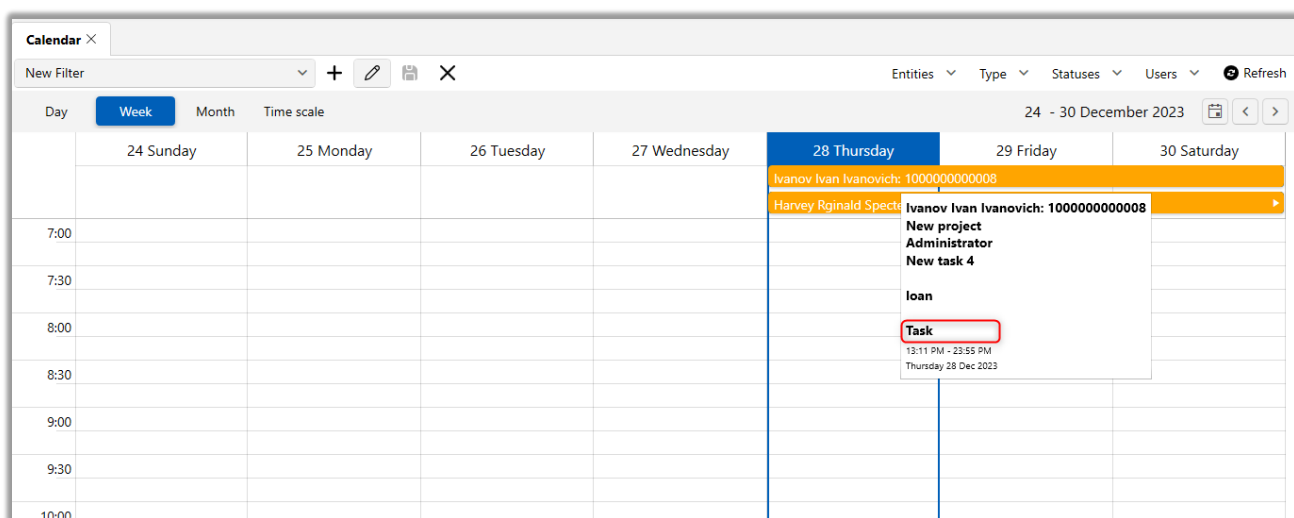 Calendar
New Filter
Entities Type Statuses Users Refresh
Day Week Month Time scale
24 - 30 December 2023
24 Sunday 25 Monday 26 Tuesday 27 Wednesday 28 Thursday 29 Friday 30 Saturday
Ivanov Ivan Ivanovich: 1000000000008
Harvey Rginald Specte
Ivanov Ivan Ivanovich: 1000000000008
New project
Administrator
New task 4
loan
Task
13:11 PM - 23:55 PM
Thursday 28 Dec 2023
7:00
7:30
8:00
8:30
9:00
9:30
10:00